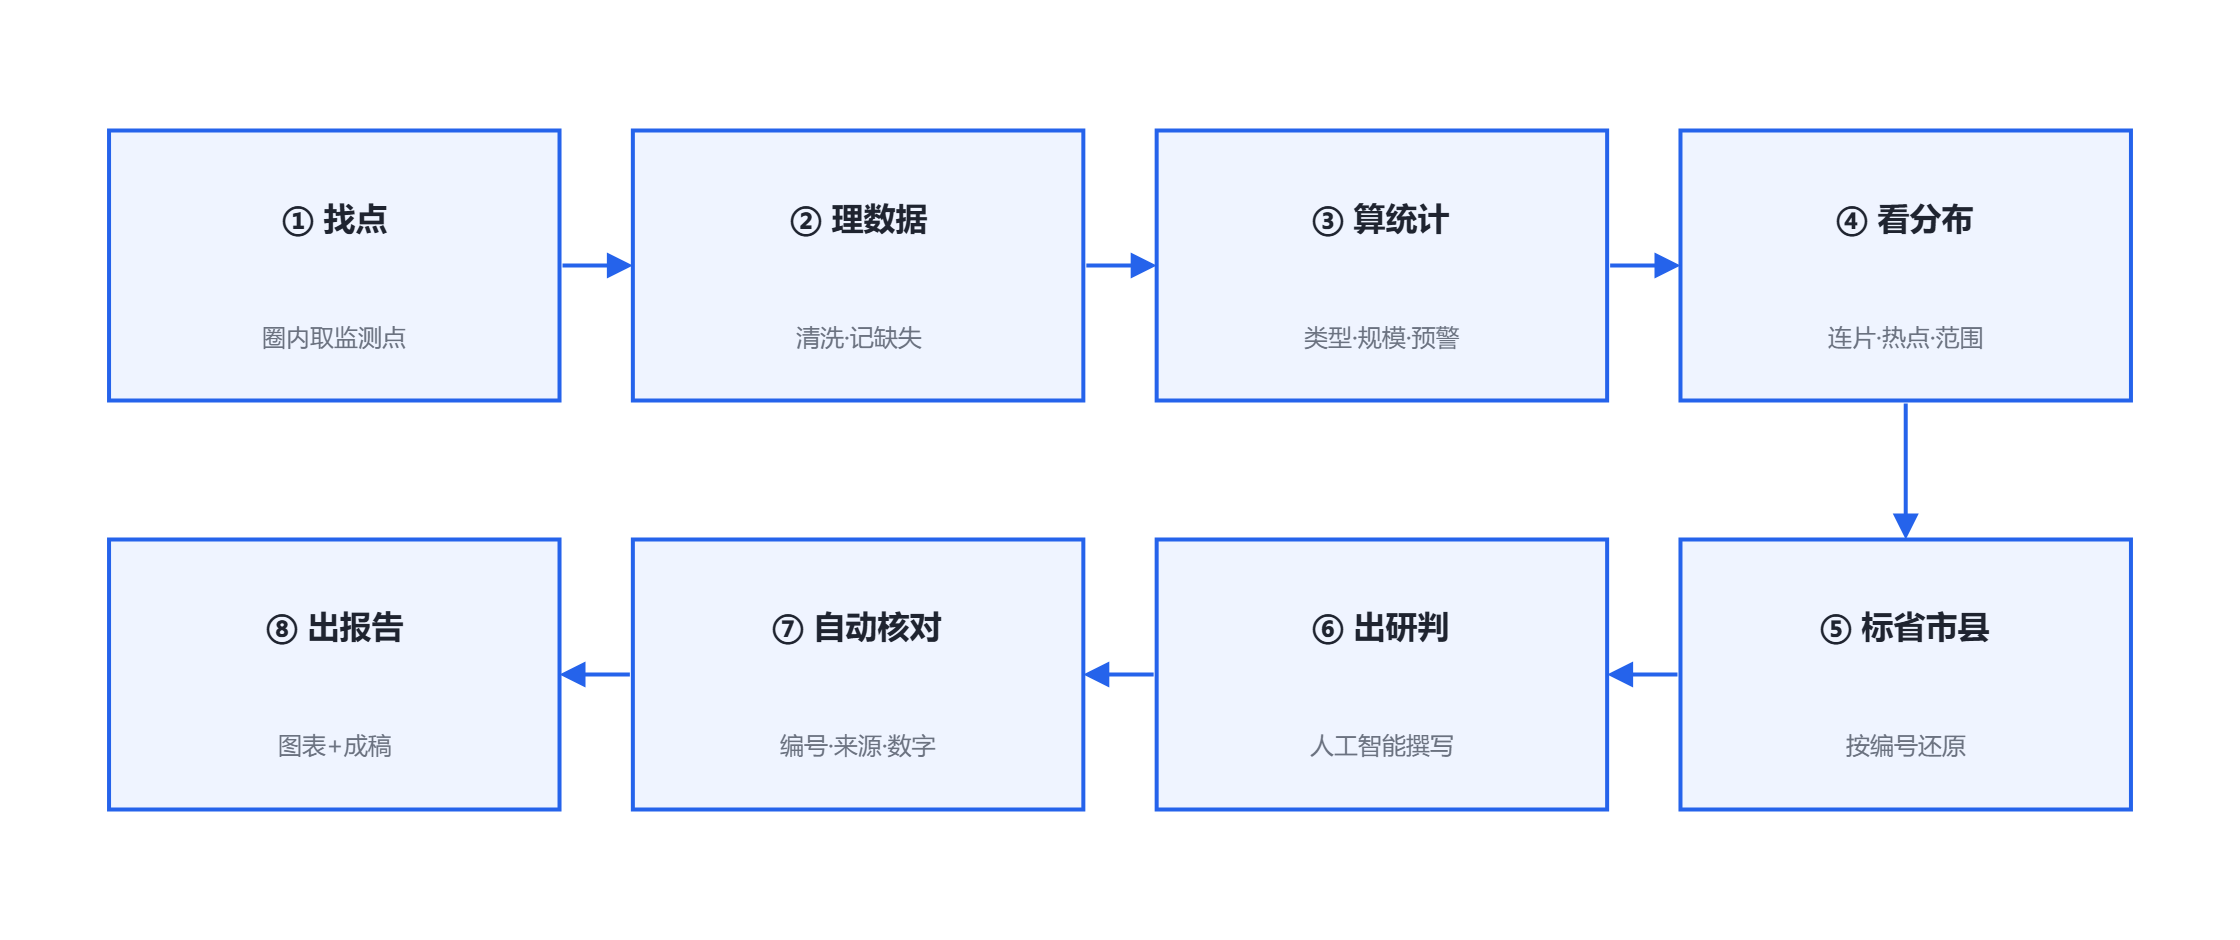 ① 找点
圈内取监测点
② 理数据
清洗·记缺失
③ 算统计
类型·规模·预警
④ 看分布
连片·热点·范围
⑤ 标省市县
按编号还原
⑥ 出研判
人工智能撰写
⑦ 自动核对
编号·来源·数字
⑧ 出报告
图表+成稿